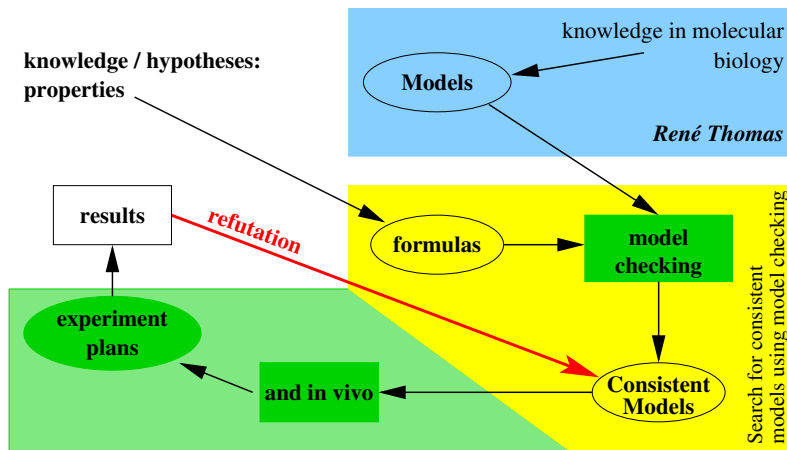 knowledge in molecular
biology
knowledge / hypotheses:
properties
Models
René Thomas
results
refutation
formulas
model
checking
experiment
plans
and in vivo
Consistent
Models
Search for consistent
models using model checking